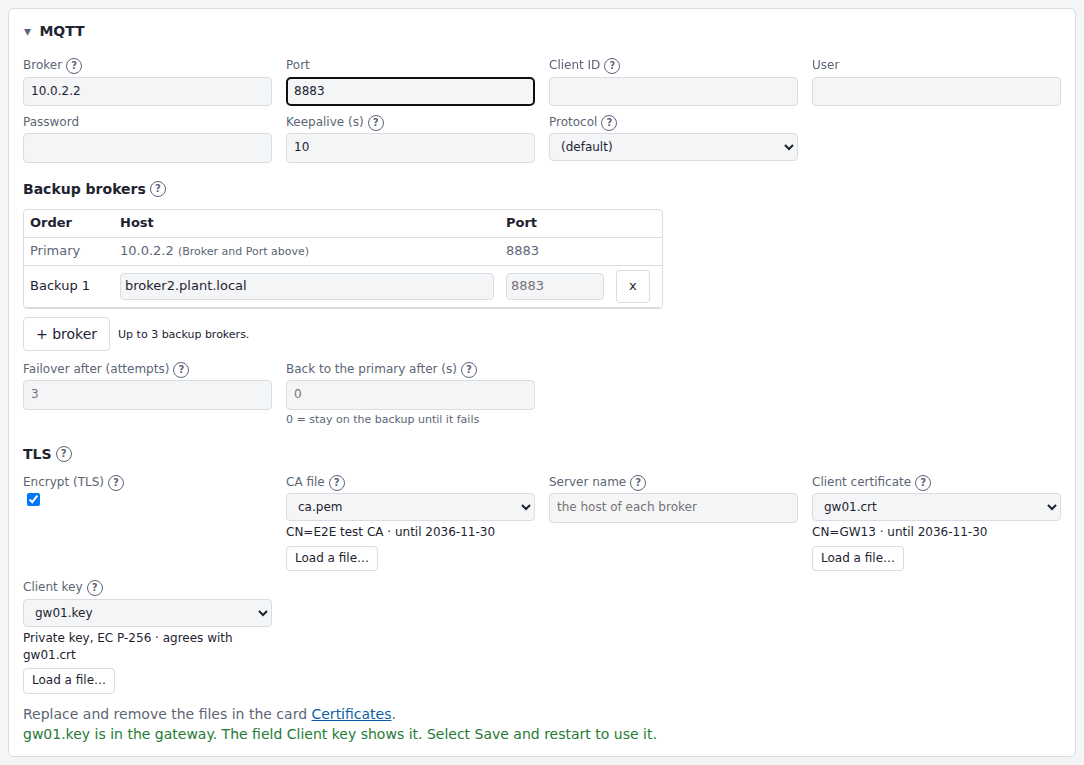 ▼ MQTT
Broker ? Port Client ID ? User
10.0.2.2 8883
Password Keepalive (s) ? Protocol ?
10 (default)
Backup brokers ?
Order Host Port
Primary 10.0.2.2 (Broker and Port above) 8883
Backup 1 broker2.plant.local 8883 x
+ broker Up to 3 backup brokers.
Failover after (attempts) ? Back to the primary after (s) ?
3 0
0 = stay on the backup until it fails
TLS ?
Encrypt (TLS) ? CA file ? Server name ? Client certificate ?
ca.pem the host of each broker gw01.crt
CN=E2E test CA · until 2036-11-30 CN=GW13 · until 2036-11-30
Load a file... Load a file...
Client key ?
gw01.key
Private key, EC P-256 · agrees with
gw01.crt
Load a file...
Replace and remove the files in the card Certificates.
gw01.key is in the gateway. The field Client key shows it. Select Save and restart to use it.